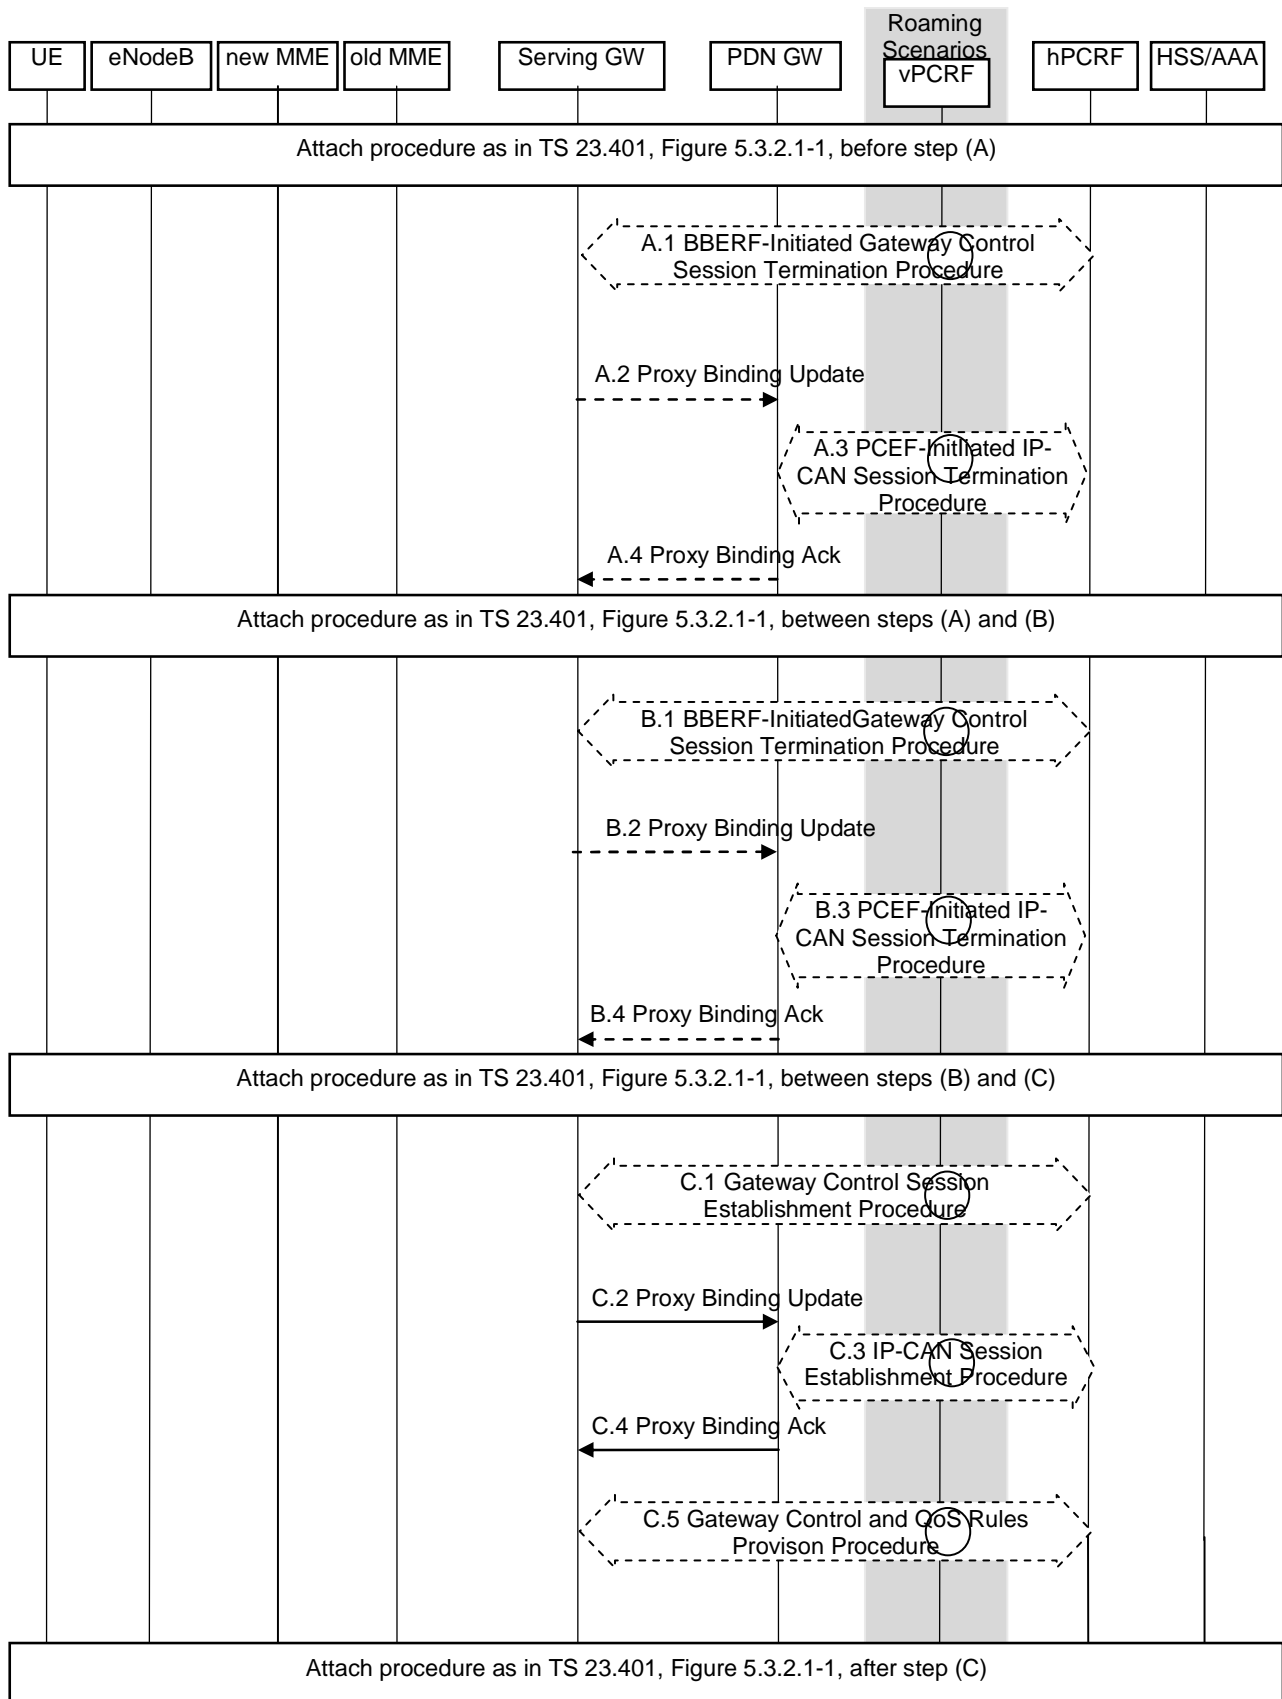 Roaming
Scenarios
UE
eNodeB
new MME
old MME
Serving GW
PDN GW
vPCRF
hPCRF
HSS/AAA
Attach procedure as in TS 23.401, Figure 5.3.2.1-1, before step (A)
A.1 BBERF-Initiated Gateway Control
Session Termination Procedure
A.2 Proxy Binding Update
A.3 PCEF-Initliated IP-
CAN Session Termination
Procedure
A.4 Proxy Binding Ack
Attach procedure as in TS 23.401, Figure 5.3.2.1-1, between steps (A) and (B)
B.1 BBERF-InitiatedGateway Control
Session Termination Procedure
B.2 Proxy Binding Update
B.3 PCEF-Initiated IP-
CAN Session Termination
Procedure
B.4 Proxy Binding Ack
Attach procedure as in TS 23.401, Figure 5.3.2.1-1, between steps (B) and (C)
C.1 Gateway Control Session
Establishment Procedure
C.2 Proxy Binding Update
C.3 IP-CAN Session
Establishment Procedure
C.4 Proxy Binding Ack
C.5 Gateway Control and QoS Rules
Provison Procedure
Attach procedure as in TS 23.401, Figure 5.3.2.1-1, after step (C)